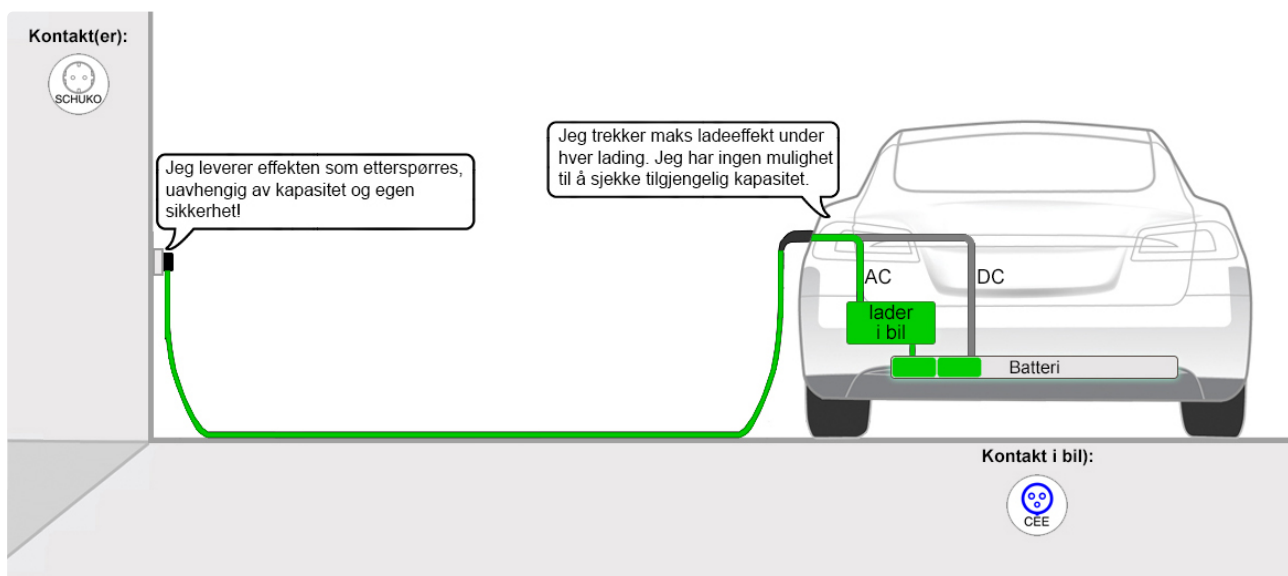 Kontakt(er):
SCHUKO
Jeg leverer effekten som etterspørres,
uavhengig av kapasitet og egen
sikkerhet!
Jeg trekker maks ladeeffekt under
hver lading. Jeg har ingen mulighet
til å sjekke tilgjengelig kapasitet.
AC
DC
lader
i bil
Batteri
Kontakt i bil):
CEE